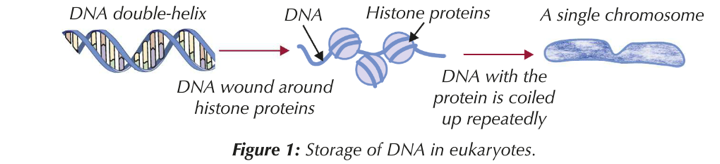 DNA double-helix
DNA
Histone proteins
A single chromosome
DNA wound around
histone proteins
DNA with the
protein is coiled
up repeatedly
Figure 1: Storage of DNA in eukaryotes.